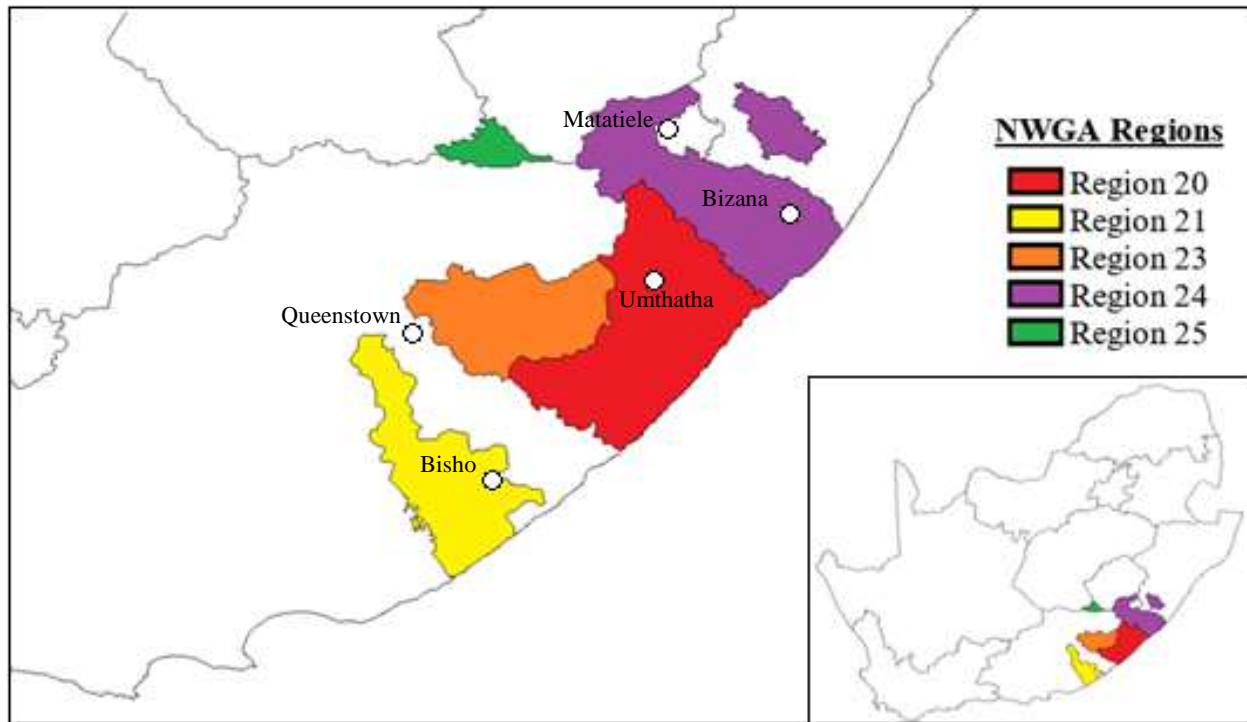 Matatiele
Bizana
Umthatha
Queenstown
Bisho
NWGA Regions
Region 20
Region 21
Region 23
Region 24
Region 25